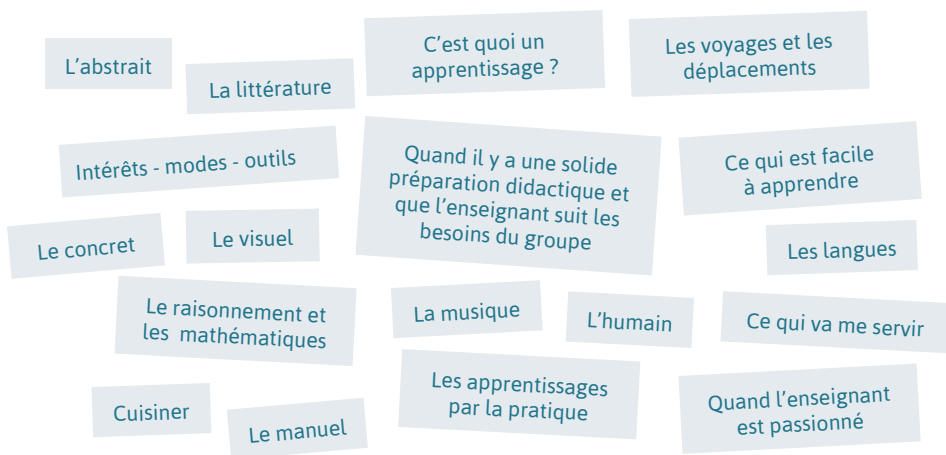 L’abstrait
La littérature
C’est quoi un
apprentissage ?
Les voyages et les
déplacements
Intérêts - modes - outils
Quand il y a une solide
préparation didactique et
que l’enseignant suit les
besoins du groupe
Ce qui est facile
à apprendre
Le concret
Le visuel
Les langues
Le raisonnement et
les mathématiques
La musique
L’humain
Ce qui va me servir
Cuisiner
Le manuel
Les apprentissages
par la pratique
Quand l’enseignant
est passionné